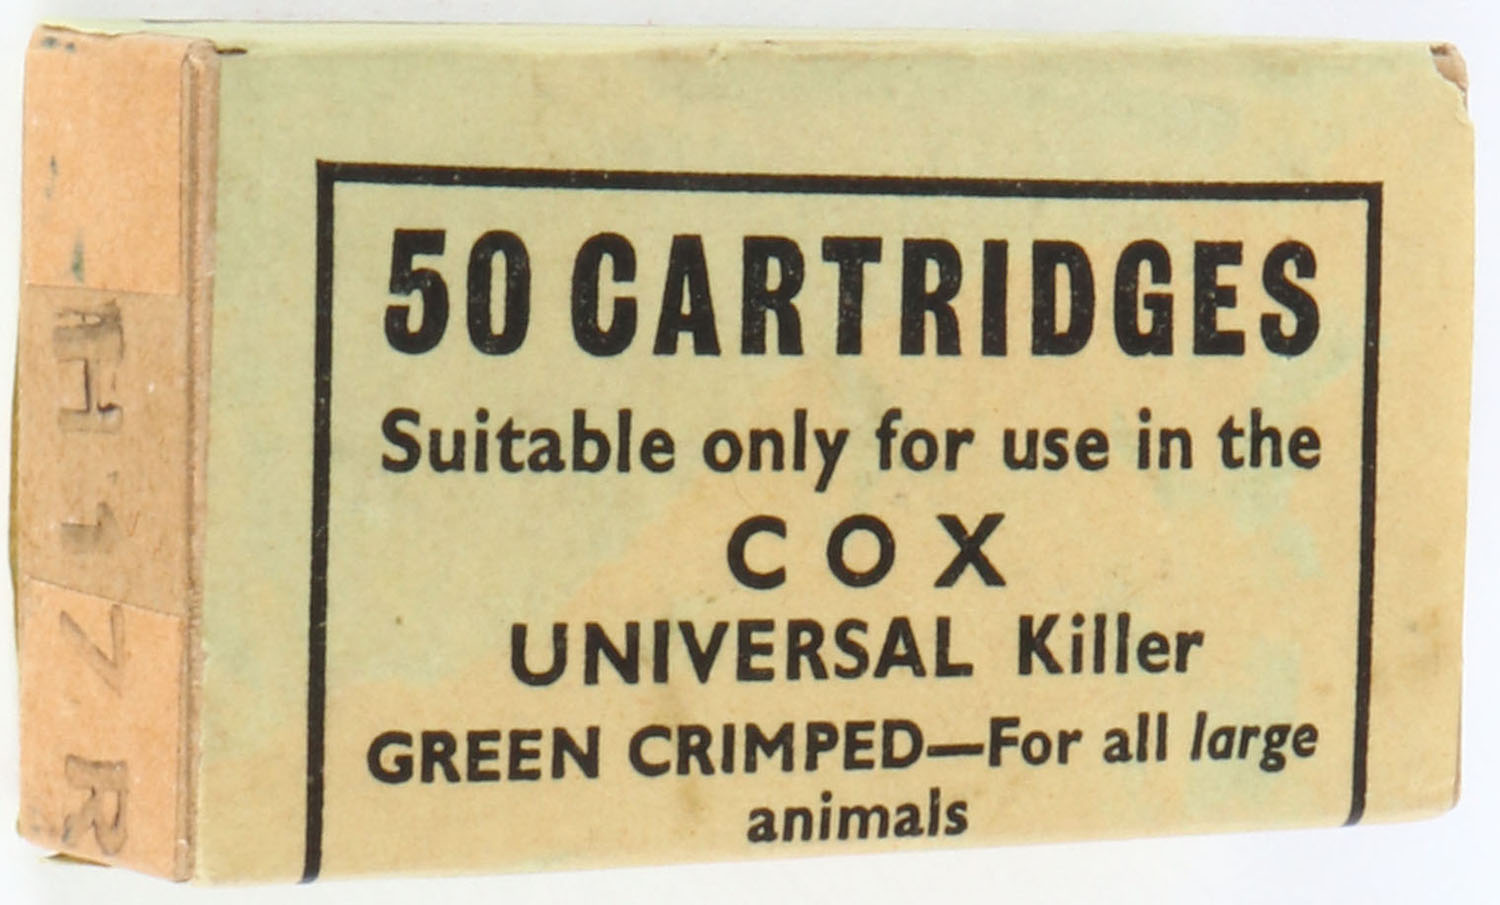 50 CARTRIDGES
Suitable only for use in the
COX
UNIVERSAL Killer
GREEN CRIMPED—For all large
animals